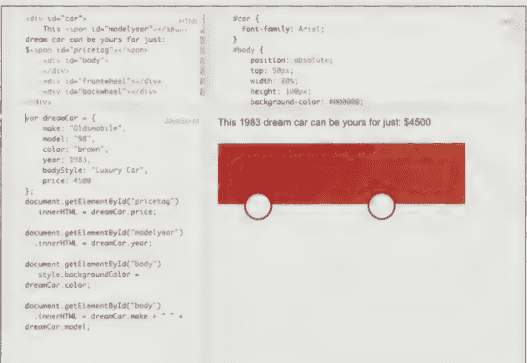 <div id="car">
HTML
This <span id="modelyear"></span>
dream car can be yours for just:
$<span id="pricetag"></span>
<div id="body">
</div>
<div id="frontwheel"></div>
<div id="backwheel"></div>
</div>
#car {
font-family: Arial;
}
#body {
position: absolute;
top: 50px;
width: 80%;
height: 100px;
background-color: #000000;
var dreamCar = {
JavaScript
make: "Oldsmobile",
model: "98",
color: "brown",
year: 1983,
bodyStyle: "Luxury Car",
price: 4500
};
document.getElementById("pricetag")
innerHTML = dreamCar.price;
document.getElementById("modelyear")
.innerHTML = dreamCar.year;
document.getElementById("body")
style.backgroundColor =
dreamCar.color;
document.getElementById("body")
.innerHTML = dreamCar.make + " " +
dreamCar.model;
This 1983 dream car can be yours for just: $4500